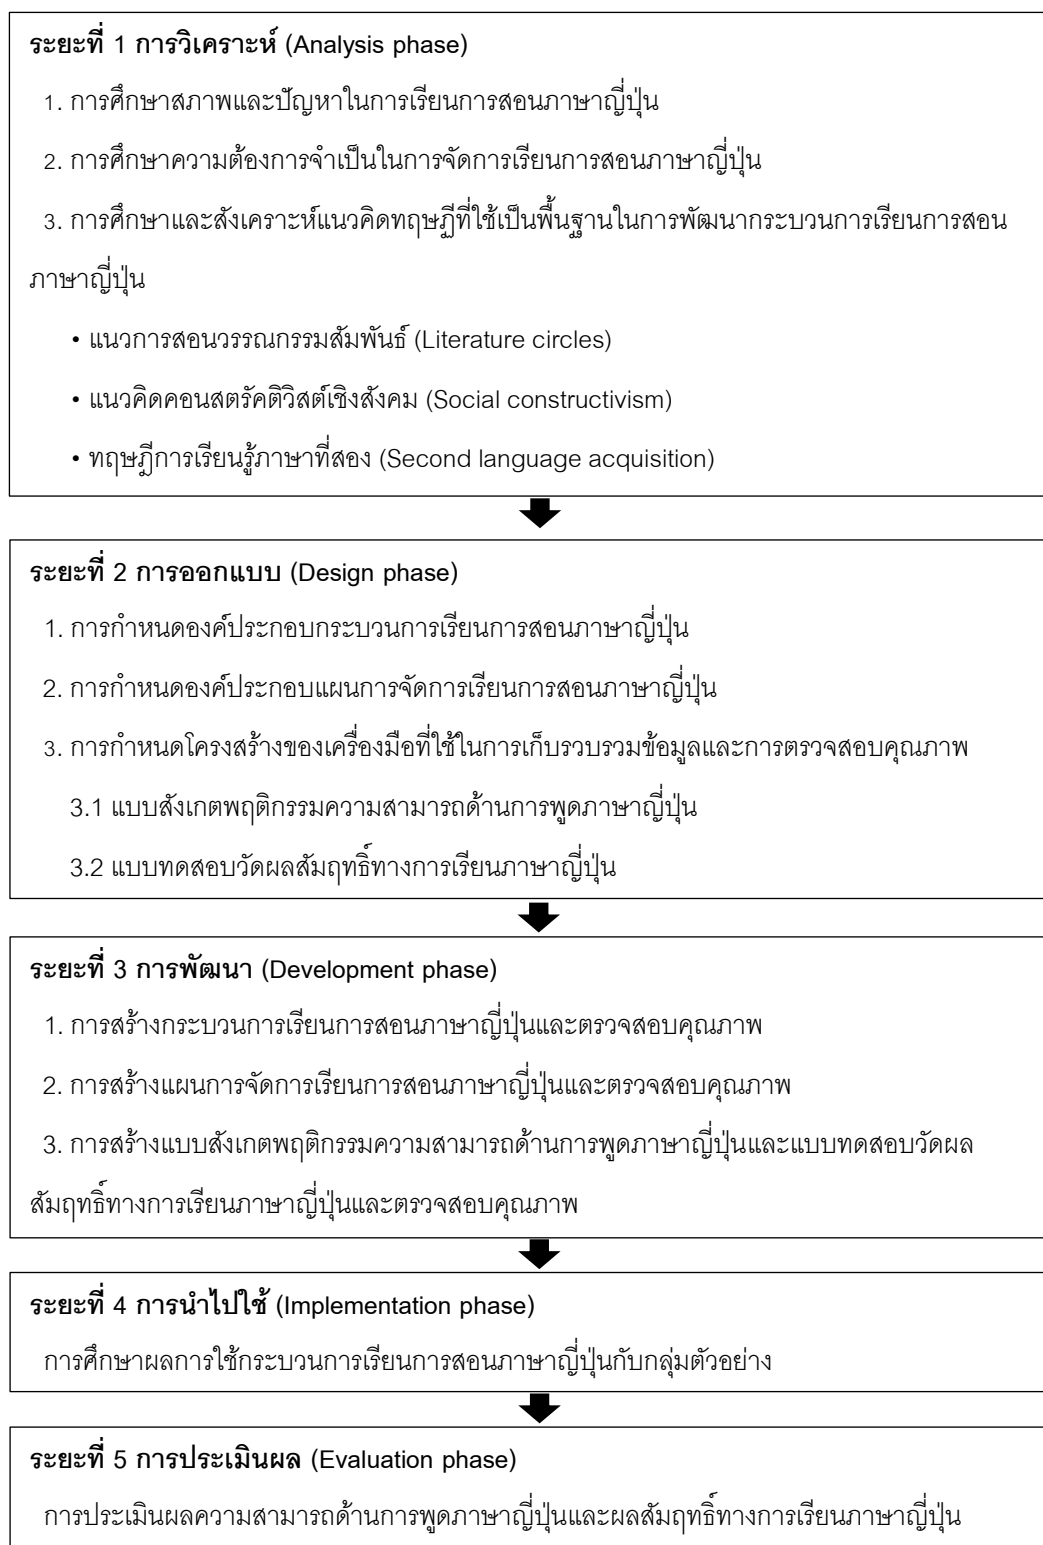 ระยะที่ 1 การวิเคราะห์ (Analysis phase)
1. การศึกษาสภาพและปัญหาในการเรียนการสอนภาษาญี่ปุ่น
2. การศึกษาความต้องการจำเป็นในการจัดการเรียนการสอนภาษาญี่ปุ่น
3. การศึกษาและสังเคราะห์แนวคิดทฤษฎีที่ใช้เป็นพื้นฐานในการพัฒนากระบวนการเรียนการสอน
ภาษาญี่ปุ่น
• แนวการสอนวรรณกรรมสัมพันธ์ (Literature circles)
• แนวคิดคอนสตรัคติวิสต์เชิงสังคม (Social constructivism)
• ทฤษฎีการเรียนรู้ภาษาที่สอง (Second language acquisition)
ระยะที่ 2 การออกแบบ (Design phase)
1. การกำหนดองค์ประกอบกระบวนการเรียนการสอนภาษาญี่ปุ่น
2. การกำหนดองค์ประกอบแผนการจัดการเรียนการสอนภาษาญี่ปุ่น
3. การกำหนดโครงสร้างของเครื่องมือที่ใช้ในการเก็บรวบรวมข้อมูลและการตรวจสอบคุณภาพ
3.1 แบบสังเกตพฤติกรรมความสามารถด้านการพูดภาษาญี่ปุ่น
3.2 แบบทดสอบวัดผลสัมฤทธิ์ทางการเรียนภาษาญี่ปุ่น
ระยะที่ 3 การพัฒนา (Development phase)
1. การสร้างกระบวนการเรียนการสอนภาษาญี่ปุ่นและตรวจสอบคุณภาพ
2. การสร้างแผนการจัดการเรียนการสอนภาษาญี่ปุ่นและตรวจสอบคุณภาพ
3. การสร้างแบบสังเกตพฤติกรรมความสามารถด้านการพูดภาษาญี่ปุ่นและแบบทดสอบวัดผล
สัมฤทธิ์ทางการเรียนภาษาญี่ปุ่นและตรวจสอบคุณภาพ
ระยะที่ 4 การนำไปใช้ (Implementation phase)
การศึกษาผลการใช้กระบวนการเรียนการสอนภาษาญี่ปุ่นกับกลุ่มตัวอย่าง
ระยะที่ 5 การประเมินผล (Evaluation phase)
การประเมินผลความสามารถด้านการพูดภาษาญี่ปุ่นและผลสัมฤทธิ์ทางการเรียนภาษาญี่ปุ่น